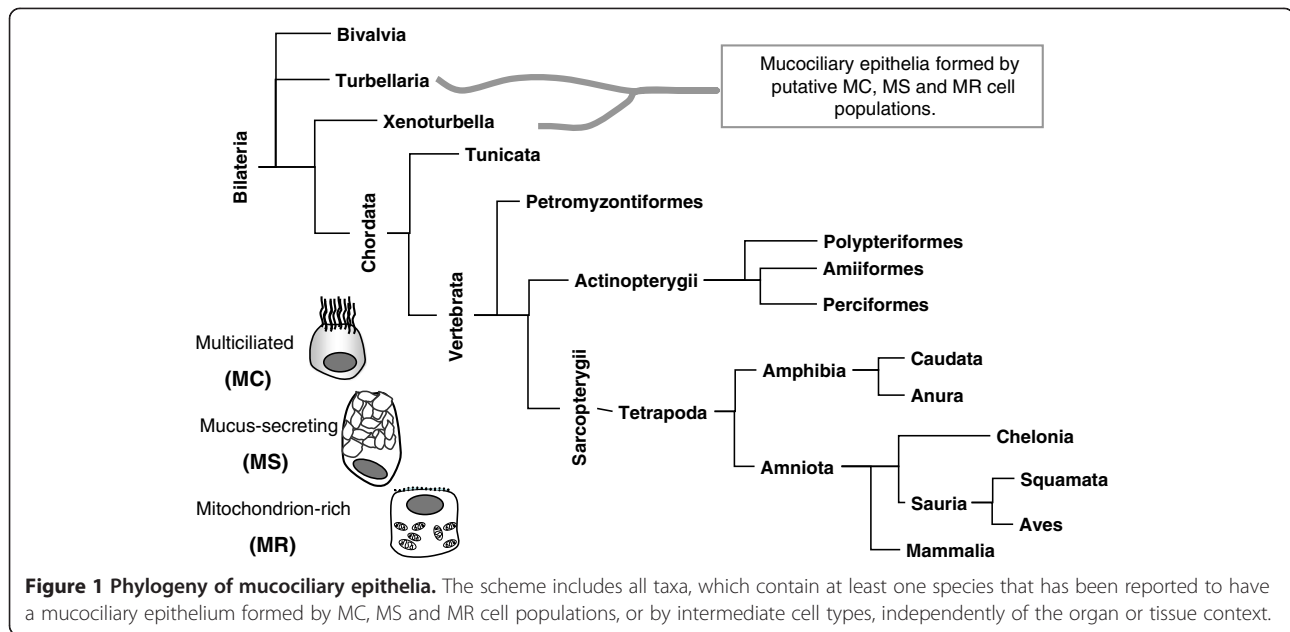 Bivalvia
Turbellaria
Mucociliary epithelia formed by
putative MC, MS and MR cell
populations.
Xenoturbella
Bilateria
Tunicata
Chordata
Petromyzontiformes
Polypteriformes
Actinopterygii
Amiiformes
Perciformes
Vertebrata
Multiciliated
(MC)
Sarcopterygii
Tetrapoda
Amphibia
Caudata
Anura
Mucus-secreting
(MS)
Chelonia
Amniota
Squamata
Sauria
Aves
Mammalia
Mitochondrion-rich
(MR)
Figure 1 Phylogeny of mucociliary epithelia. The scheme includes all taxa, which contain at least one species that has been reported to have
a mucociliary epithelium formed by MC, MS and MR cell populations, or by intermediate cell types, independently of the organ or tissue context.